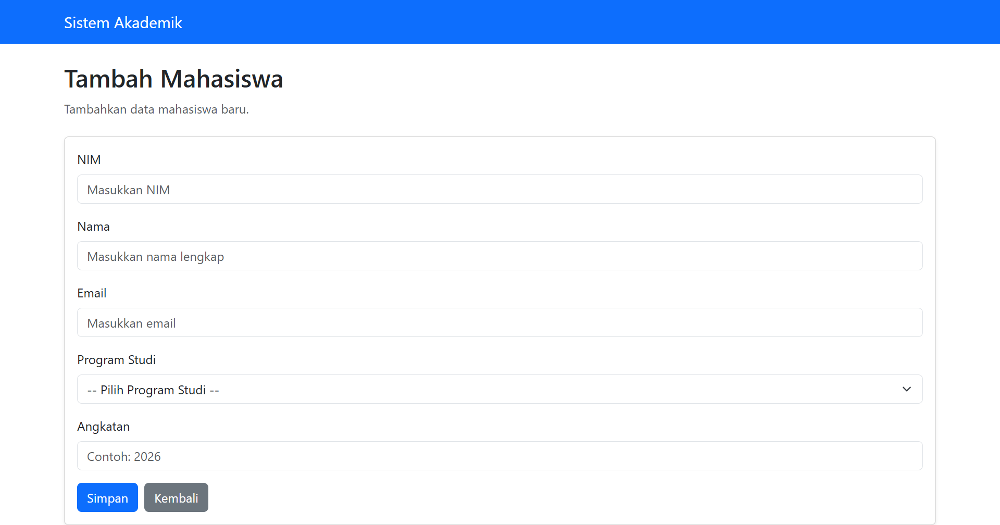 Sistem Akademik
Tambah Mahasiswa
Tambahkan data mahasiswa baru.
NIM
Masukkan NIM
Nama
Masukkan nama lengkap
Email
Masukkan email
Program Studi
-- Pilih Program Studi --
Angkatan
Contoh: 2026
Simpan Kembali